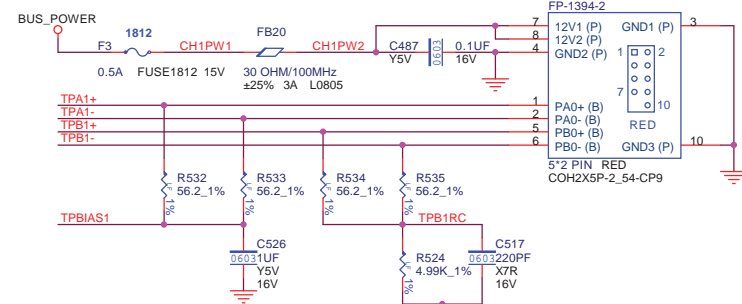 FP-1394-2
BUS_POWER
1812
F3
CH1PW1
FB20
CH1PW2
C487
Y5V
0603
0.1UF
16V
0.5A FUSE1812 15V
30 OHM/100MHz
±25% 3A L0805
7
8
4
12V1 (P)
12V2 (P)
GND2 (P)
GND1 (P)
3
1
2
7
10
RED
TPA1+
TPA1-
TPB1+
TPB1-
1
2
5
6
PA0+ (B)
PA0- (B)
PB0+ (B)
PB0- (B)
GND3 (P)
10
5*2 PIN RED
COH2X5P-2_54-CP9
R532
56.2_1%
1%
R533
56.2_1%
1%
R534
56.2_1%
1%
R535
56.2_1%
1%
TPBIAS1
TPB1RC
C526
0603
1UF
Y5V
16V
R524
4.99K_1%
1%
C517
0603
220PF
X7R
16V